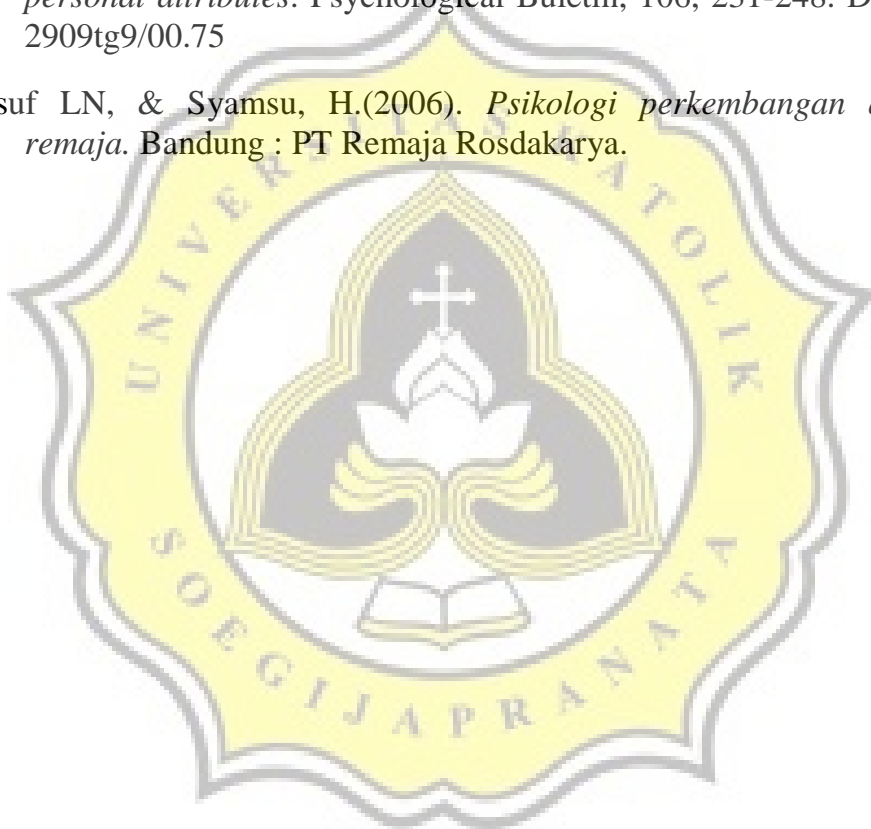 personal attributes. Psychological Buletin, 106, 231-248. D
2909tg9/00.75
suf LN, & Syamsu, H.(2006). Psikologi perkembangan
remaja. Bandung : PT Remaja Rosdakarya.
UNIVERSITAS KATOLIK
SOEGIJAPRANATA